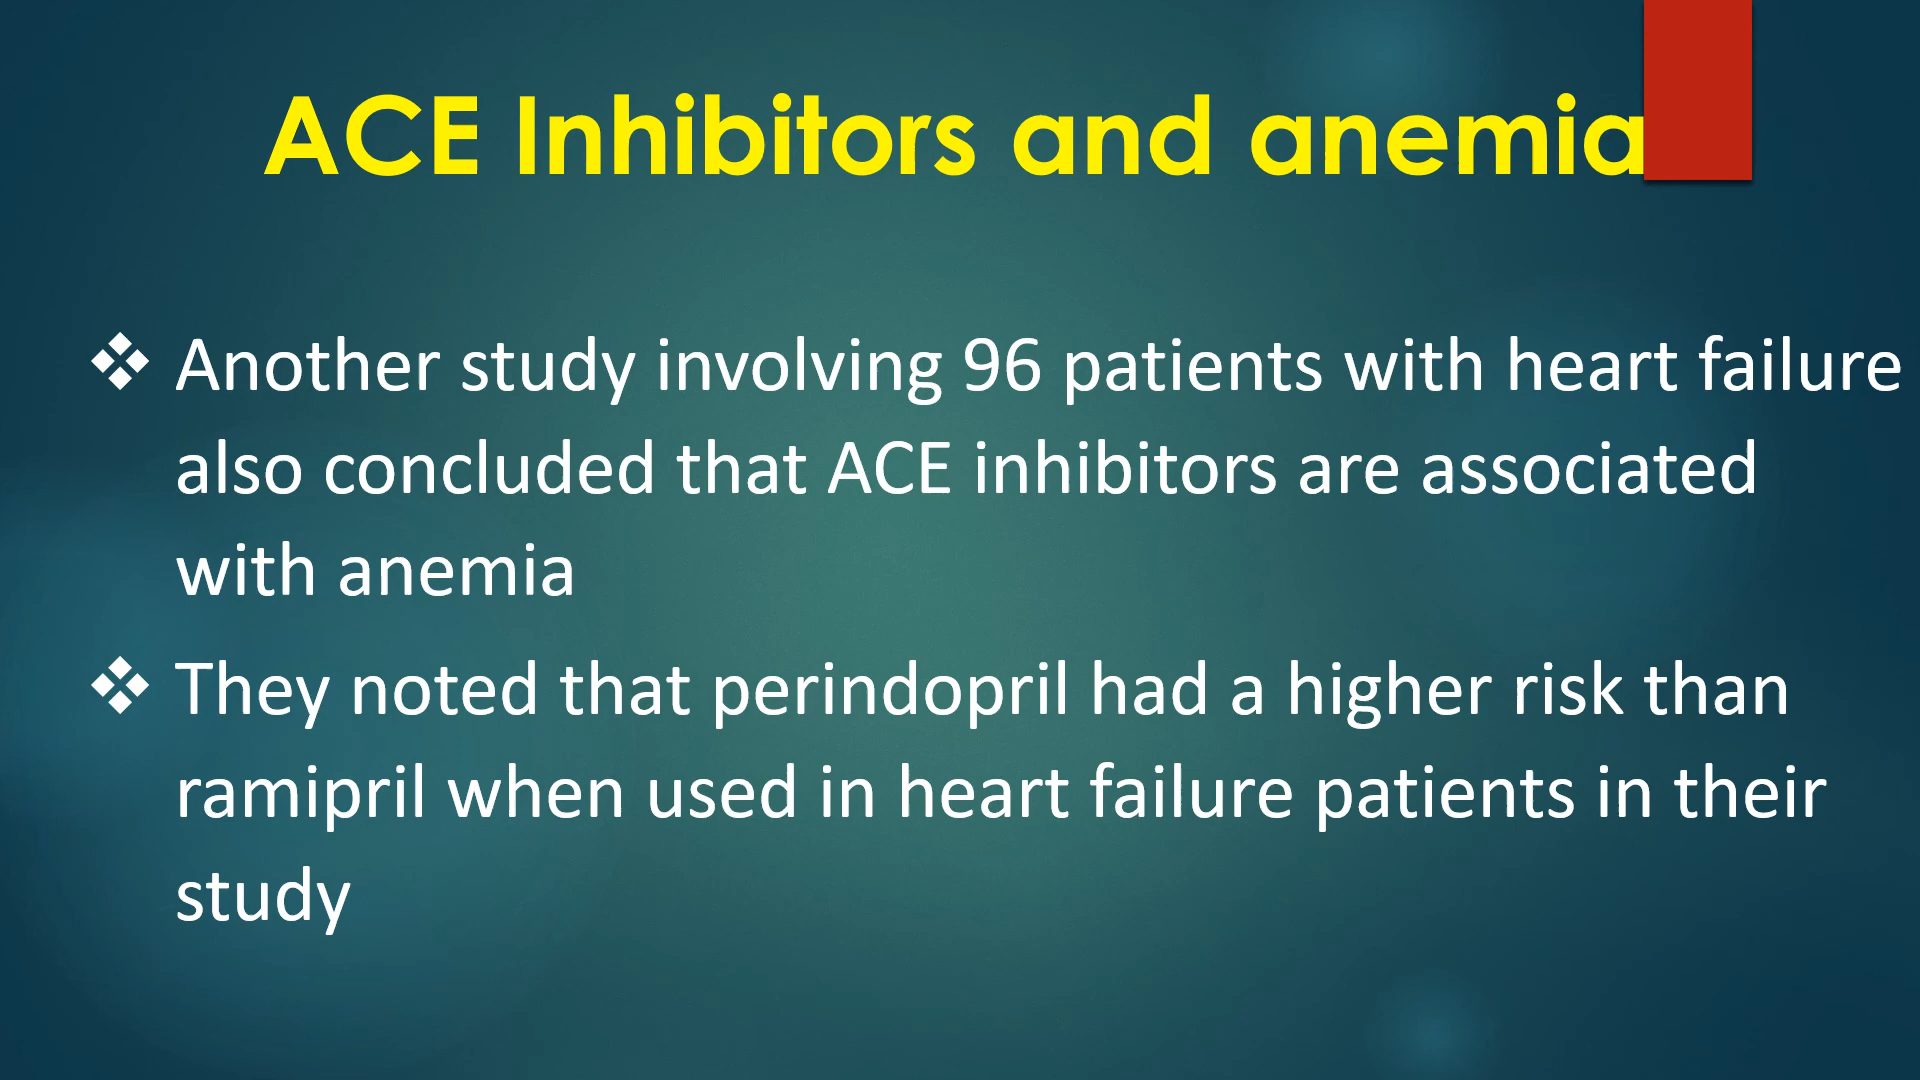 ACE Inhibitors and anemia
❖ Another study involving 96 patients with heart failure
also concluded that ACE inhibitors are associated
with anemia
❖ They noted that perindopril had a higher risk than
ramipril when used in heart failure patients in their
study